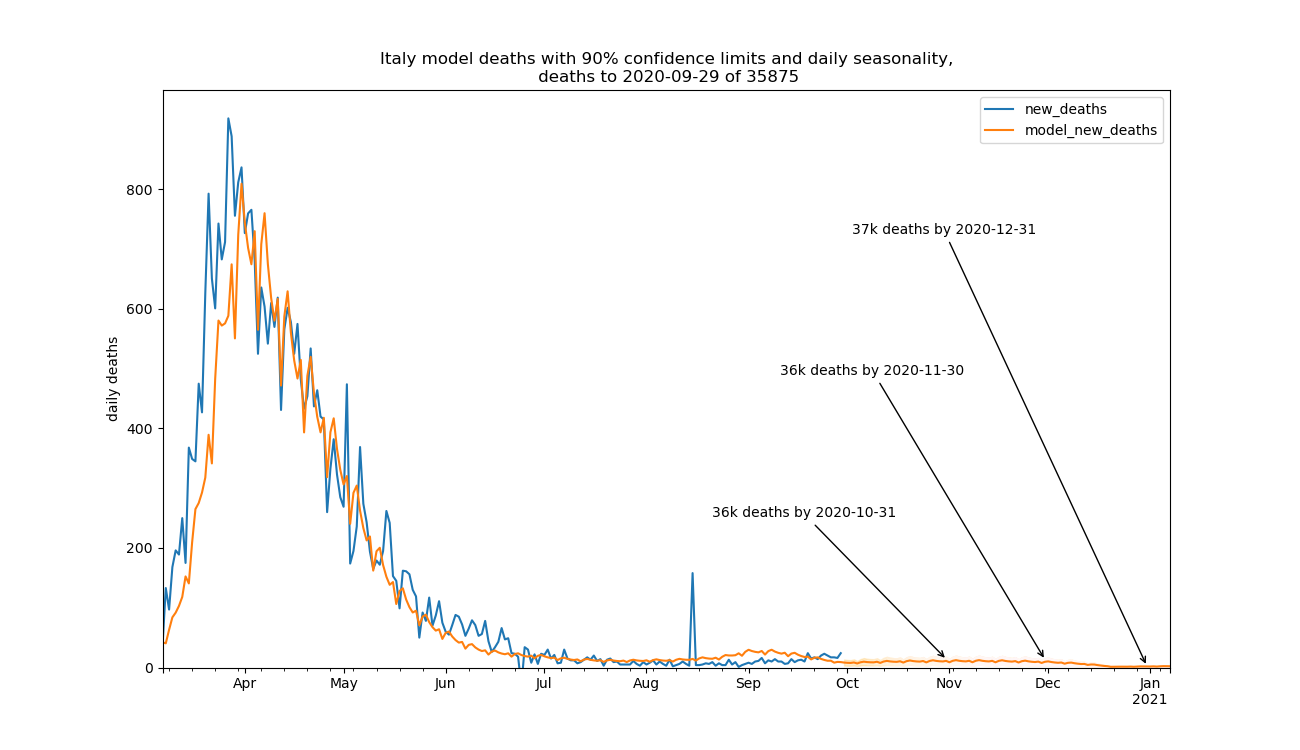 Italy model deaths with 90% confidence limits and daily seasonality,
deaths to 2020-09-29 of 35875
new_deaths
model_new_deaths
800
600
400
200
0
daily deaths
37k deaths by 2020-12-31
36k deaths by 2020-11-30
36k deaths by 2020-10-31
Apr May Jun Jul Aug Sep Oct Nov Dec Jan
2021